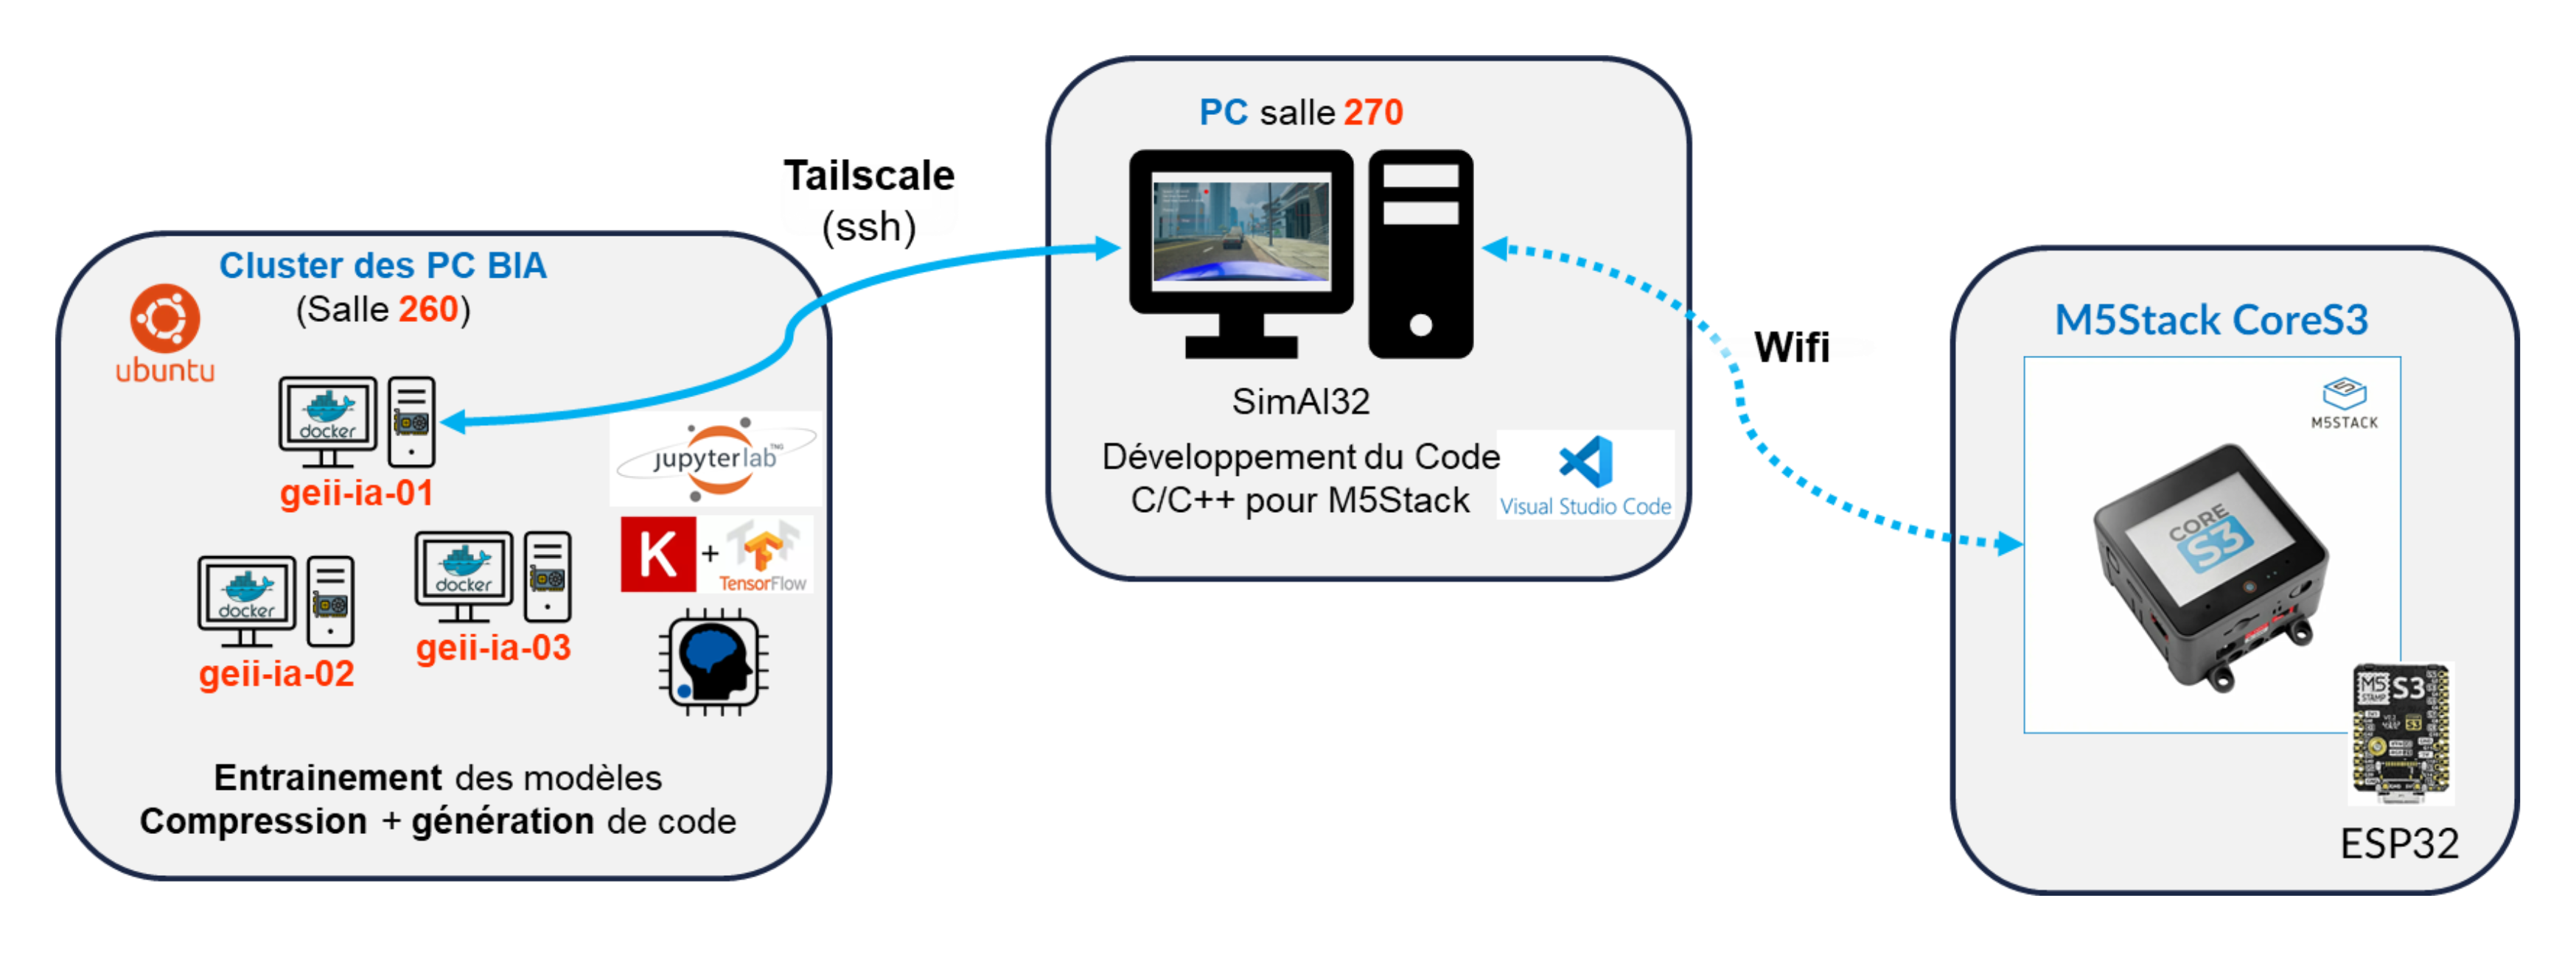 Cluster des PC BIA
(Salle 260)
ubuntu
docker
geii-ia-01
docker
geii-ia-02
docker
geii-ia-03
jupyterlab
TNG
K + TensorFlow
Entrainement des modèles
Compression + génération de code
Tailscale
(ssh)
PC salle 270
SimAI32
Développement du Code
C/C++ pour M5Stack
Visual Studio Code
Wifi
M5Stack CoreS3
M5STACK
CORE
S3
M5
STAMP
S3
ESP32